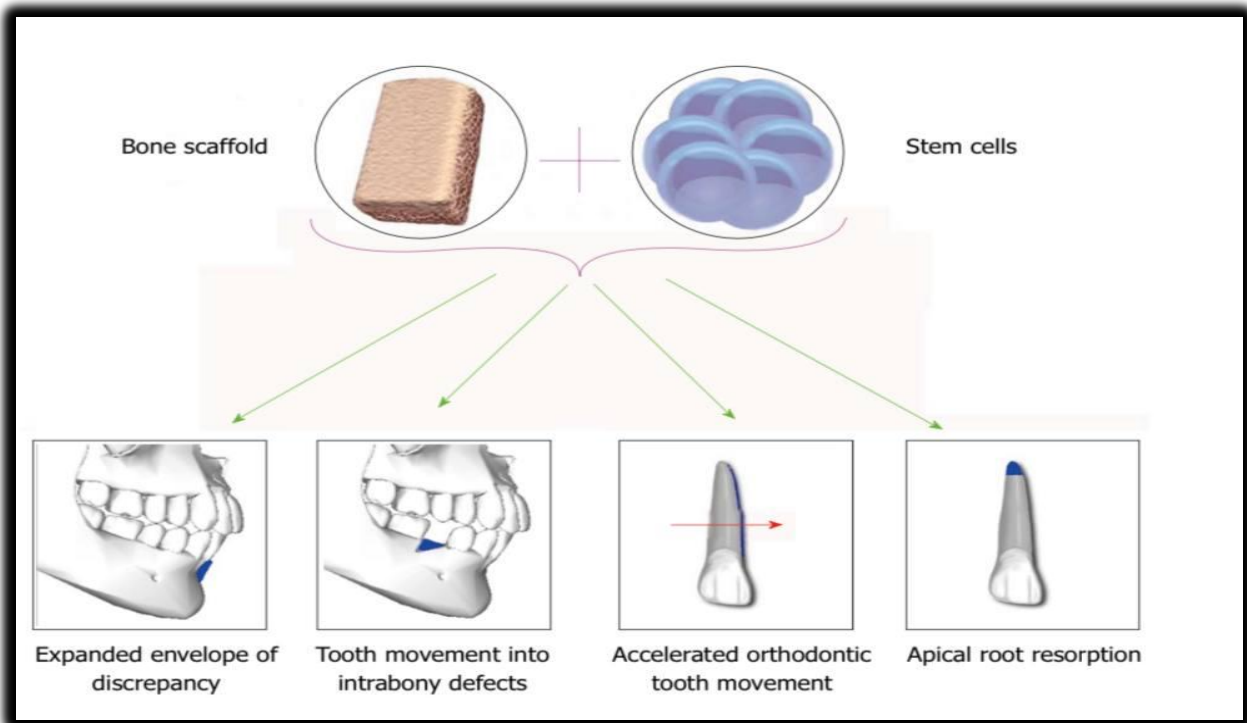 Bone scaffold
Stem cells
Expanded envelope of
discrepancy
Tooth movement into
intrabony defects
Accelerated orthodontic
tooth movement
Apical root resorption